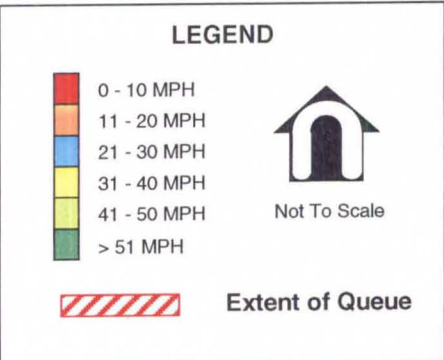 LEGEND
0 - 10 MPH
11 - 20 MPH
21 - 30 MPH
31 - 40 MPH
41 - 50 MPH
> 51 MPH
Not To Scale
Extent of Queue